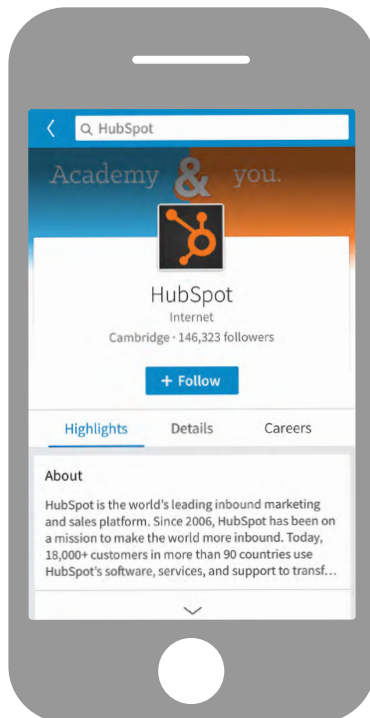 HubSpot
Academy & you.
HubSpot
Internet
Cambridge · 146,323 followers
+ Follow
Highlights Details Careers
About
HubSpot is the world's leading inbound marketing
and sales platform. Since 2006, HubSpot has been on
a mission to make the world more inbound. Today,
18,000+ customers in more than 90 countries use
HubSpot's software, services, and support to transf...